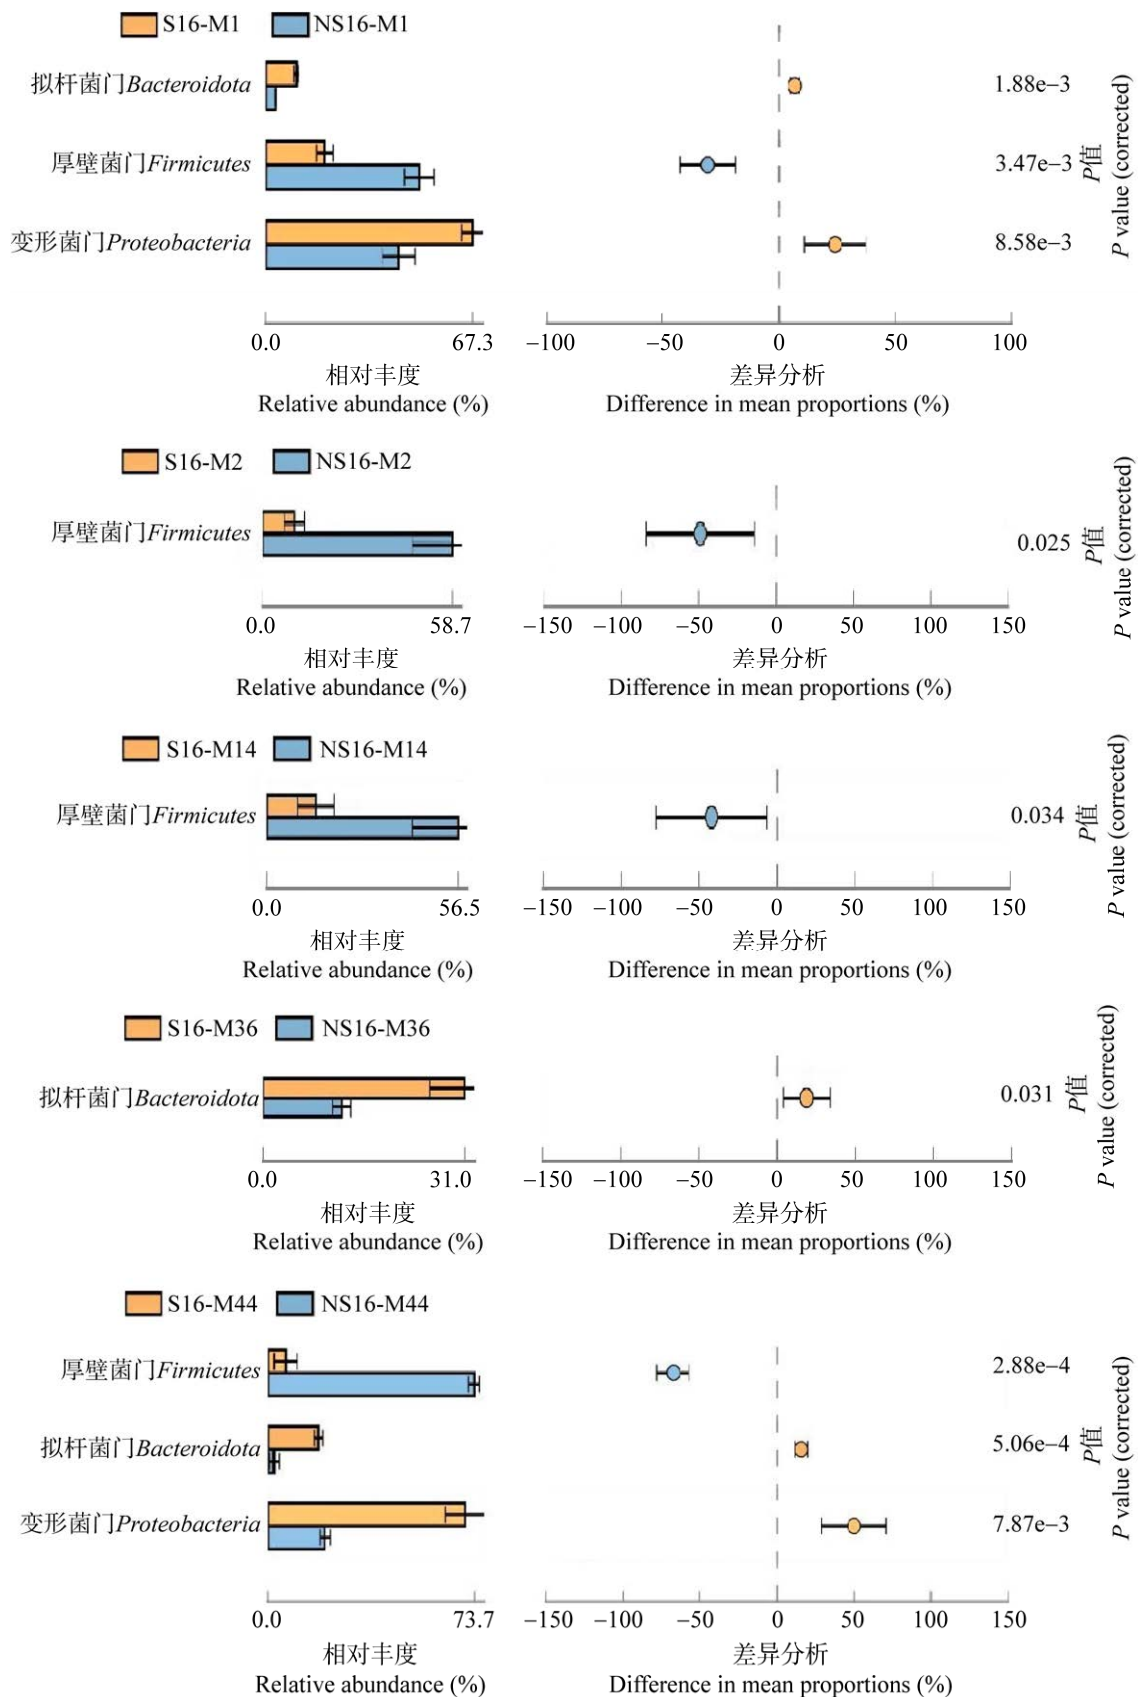 S16-M1 NS16-M1
拟杆菌门Bacteroidota 1.88e−3
厚壁菌门Firmicutes 3.47e−3
变形菌门Proteobacteria 8.58e−3
P值
P value (corrected)
0.0 67.3 −100 −50 0 50 100
相对丰度 差异分析
Relative abundance (%) Difference in mean proportions (%)
S16-M2 NS16-M2
厚壁菌门Firmicutes 0.025
P值
P value (corrected)
0.0 58.7 −150 −100 −50 0 50 100 150
相对丰度 差异分析
Relative abundance (%) Difference in mean proportions (%)
S16-M14 NS16-M14
厚壁菌门Firmicutes 0.034
P值
P value (corrected)
0.0 56.5 −150 −100 −50 0 50 100 150
相对丰度 差异分析
Relative abundance (%) Difference in mean proportions (%)
S16-M36 NS16-M36
拟杆菌门Bacteroidota 0.031
P值
P value (corrected)
0.0 31.0 −150 −100 −50 0 50 100 150
相对丰度 差异分析
Relative abundance (%) Difference in mean proportions (%)
S16-M44 NS16-M44
厚壁菌门Firmicutes 2.88e−4
拟杆菌门Bacteroidota 5.06e−4
变形菌门Proteobacteria 7.87e−3
P值
P value (corrected)
0.0 73.7 −150 −100 −50 0 50 100 150
相对丰度 差异分析
Relative abundance (%) Difference in mean proportions (%)